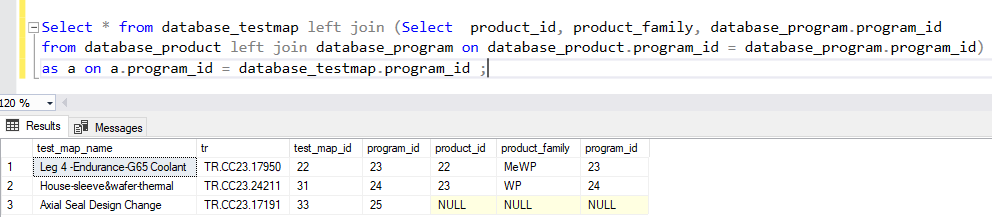 Select * from database_testmap left join (Select  product_id, product_family, database_program.program_id
from database_product left join database_program on database_product.program_id = database_program.program_id)
as a on a.program_id = database_testmap.program_id ;
120 %
Results Messages
test_map_name tr test_map_id program_id product_id product_family program_id
1 Leg 4 -Endurance-G65 Coolant TR.CC23.17950 22 23 22 MeWP 23
2 House-sleeve&wafer-thermal TR.CC23.24211 31 24 23 WP 24
3 Axial Seal Design Change TR.CC23.17191 33 25 NULL NULL NULL